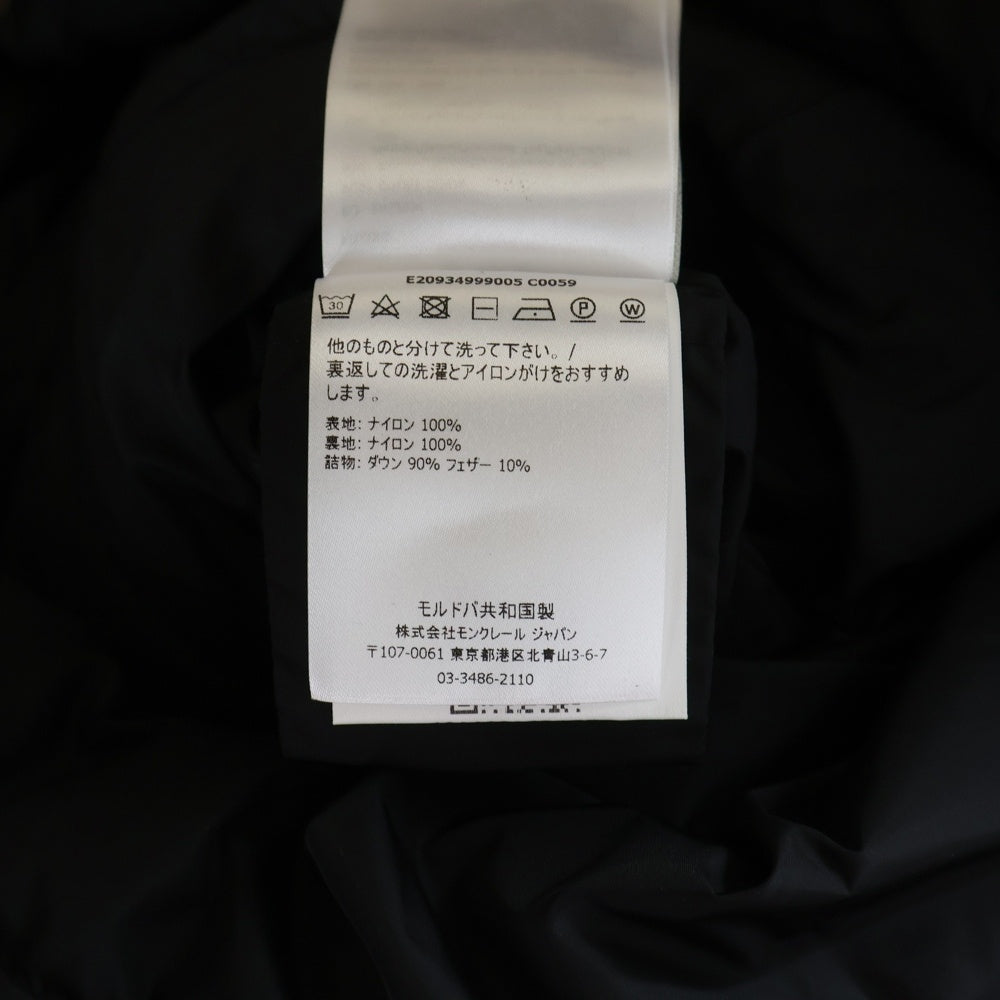 E20934999005 C0059
30 P W
他のものと分けて洗って下さい。/
裏返しての洗濯とアイロンがけをおすすめ
します。
表地: ナイロン 100%
裏地: ナイロン 100%
詰物: ダウン 90% フェザー 10%
モルドバ共和国製
株式会社モンクレール ジャパン
〒107-0061 東京都港区北青山3-6-7
03-3486-2110